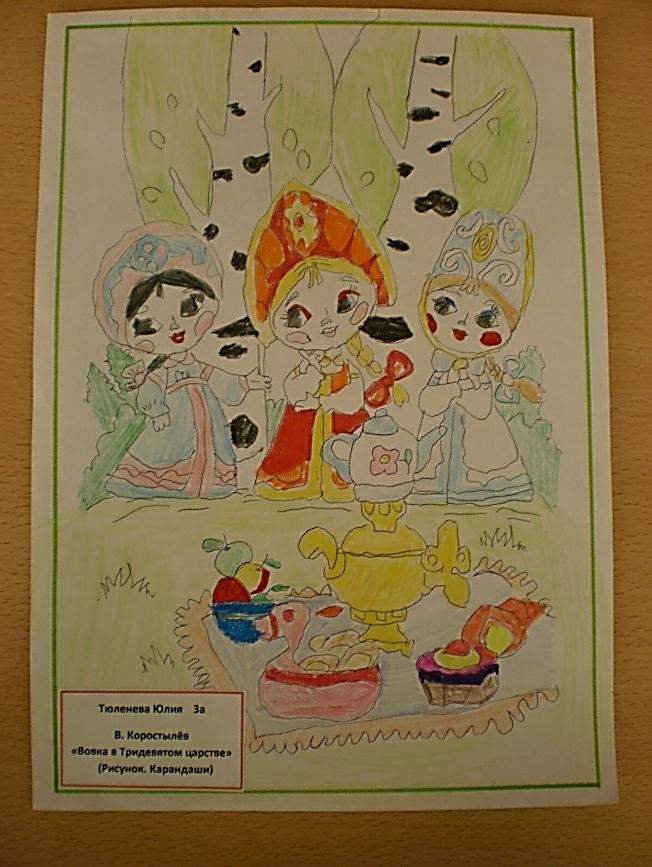 Тюленева Юлия 3а
В. Коростылёв
«Вовка в Тридевятом царстве»
(Рисунок. Карандаши)